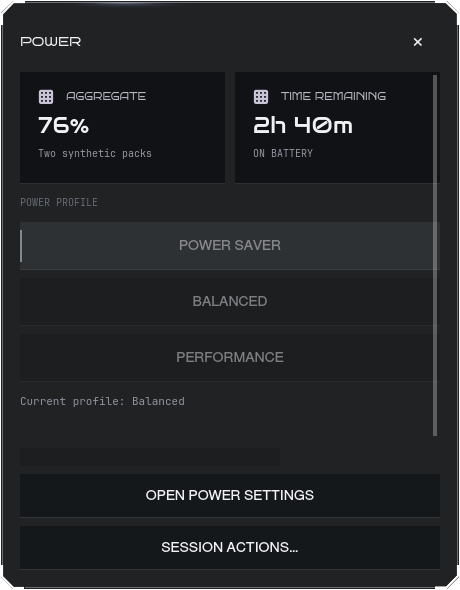 POWER
×
AGGREGATE
76%
Two synthetic packs
TIME REMAINING
2h 40m
ON BATTERY
POWER PROFILE
POWER SAVER
BALANCED
PERFORMANCE
Current profile: Balanced
OPEN POWER SETTINGS
SESSION ACTIONS...